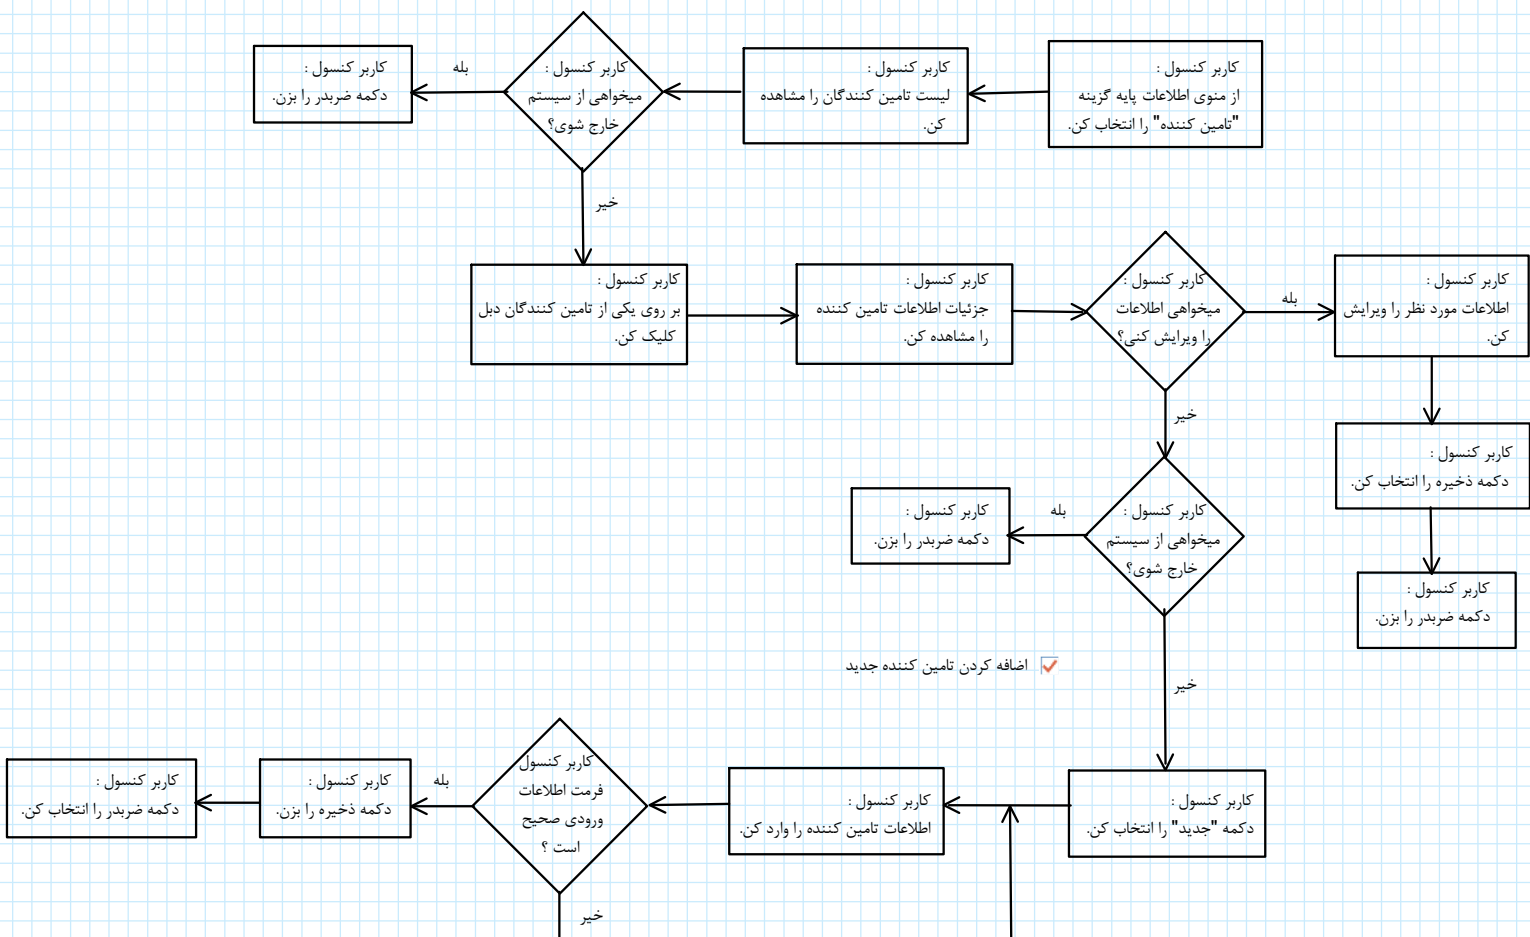 کاربر کنسول :
از منوی اطلاعات پایه گزینه
"تامین کننده" را انتخاب کن.
کاربر کنسول :
لیست تامین کنندگان را مشاهده
کن.
کاربر کنسول :
میخواهی از سیستم
خارج شوی؟
بله
کاربر کنسول :
دکمه ضربدر را بزن.
خیر
کاربر کنسول :
بر روی یکی از تامین کنندگان دبل
کلیک کن.
کاربر کنسول :
جزئیات اطلاعات تامین کننده
را مشاهده کن.
کاربر کنسول :
میخواهی اطلاعات
را ویرایش کنی؟
بله
کاربر کنسول :
اطلاعات مورد نظر را ویرایش
کن.
خیر
کاربر کنسول :
دکمه ذخیره را انتخاب کن.
کاربر کنسول :
میخواهی از سیستم
خارج شوی؟
بله
کاربر کنسول :
دکمه ضربدر را بزن.
کاربر کنسول :
دکمه ضربدر را بزن.
خیر
اضافه کردن تامین کننده جدید
کاربر کنسول :
دکمه "جدید" را انتخاب کن.
کاربر کنسول :
اطلاعات تامین کننده را وارد کن.
کاربر کنسول
فرمت اطلاعات
ورودی صحیح
است ؟
بله
کاربر کنسول :
دکمه ذخیره را بزن.
کاربر کنسول :
دکمه ضربدر را انتخاب کن.
خیر